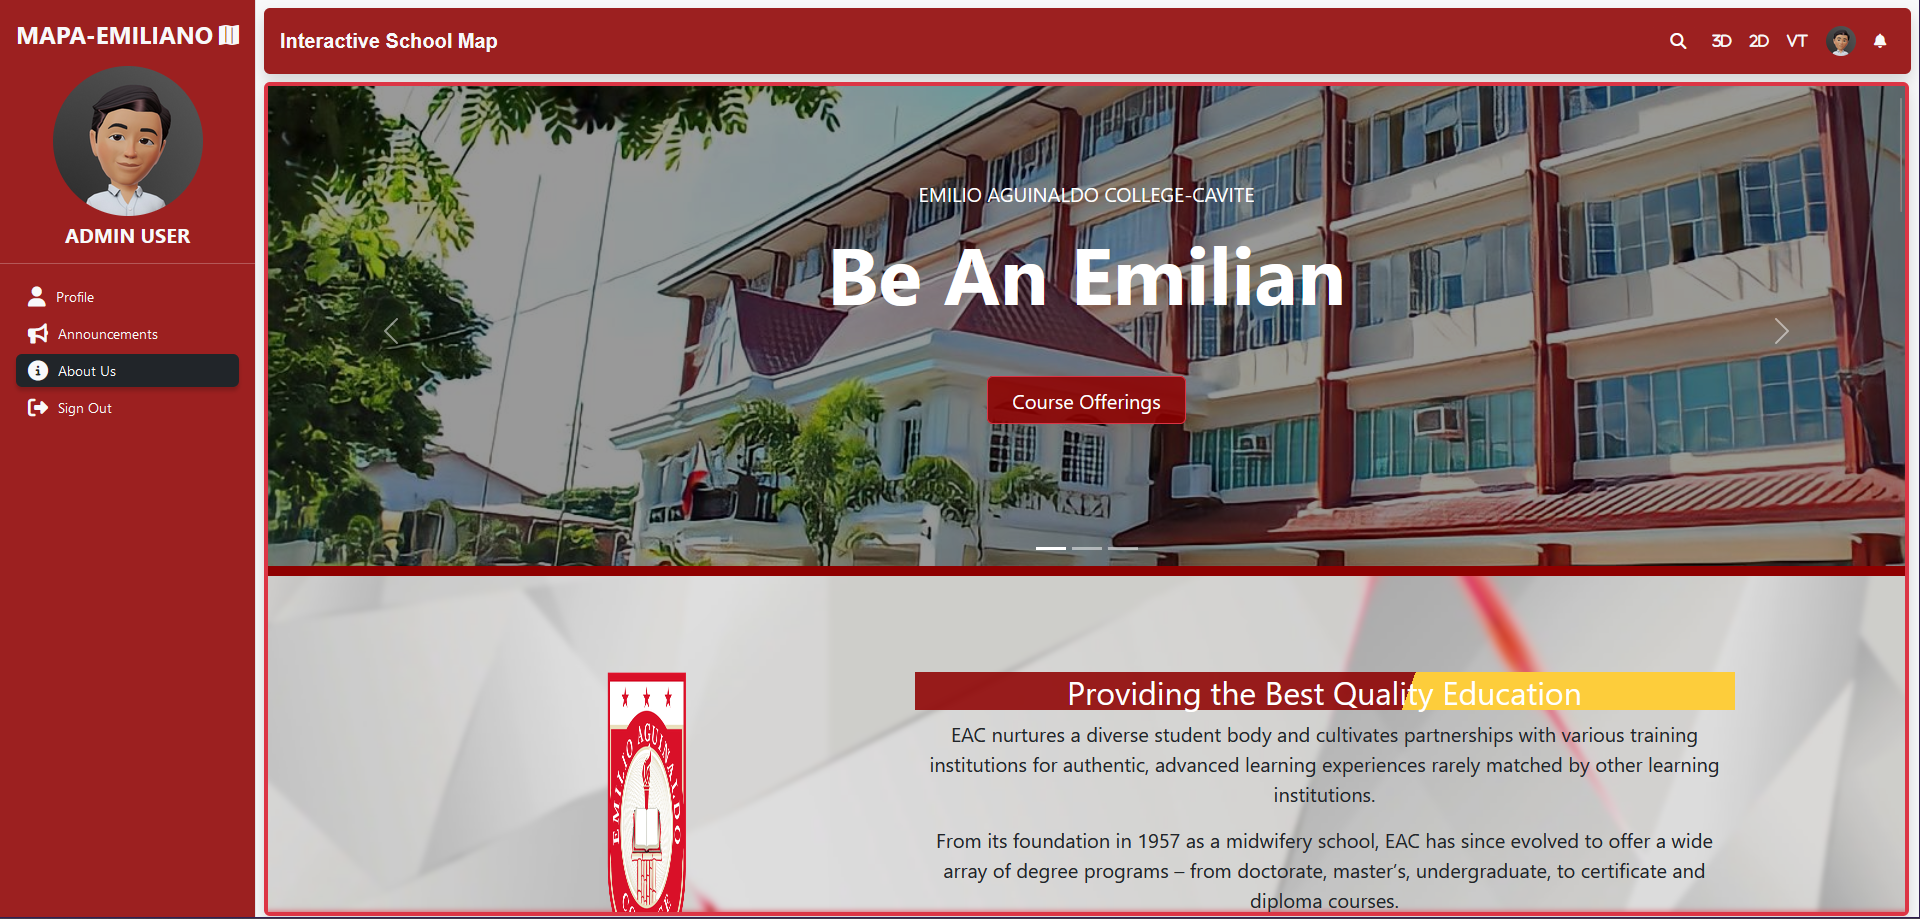 MAPA-EMILIANO
ADMIN USER
Profile
Announcements
About Us
Sign Out
Interactive School Map
3D
2D
VT
EMILIO AGUINALDO COLLEGE-CAVITE
Be An Emilian
Course Offerings
EMILIO AGUINALDO
Providing the Best Quality Education
EAC nurtures a diverse student body and cultivates partnerships with various training
institutions for authentic, advanced learning experiences rarely matched by other learning
institutions.
From its foundation in 1957 as a midwifery school, EAC has since evolved to offer a wide
array of degree programs – from doctorate, master’s, undergraduate, to certificate and
diploma courses.